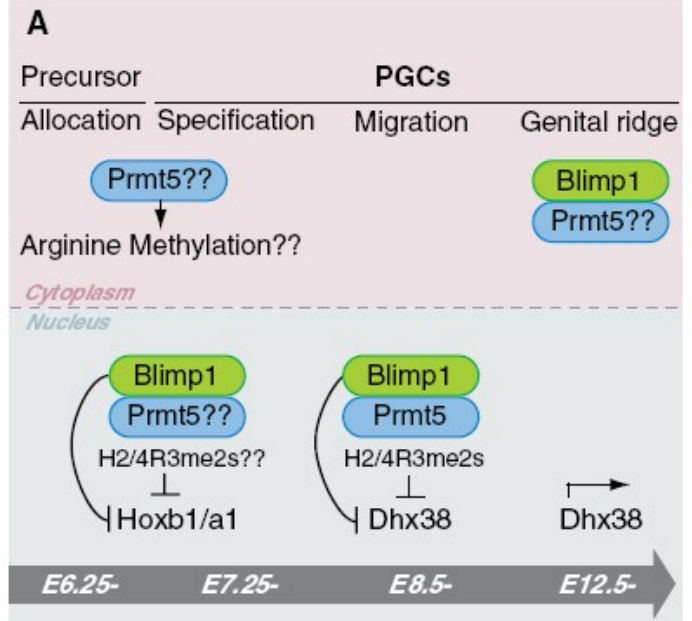 A
Precursor PGCs
Allocation Specification Migration Genital ridge
Prmt5?? Blimp1
Prmt5??
Arginine Methylation??
Cytoplasm
Nucleus
Blimp1 Blimp1
Prmt5?? Prmt5
H2/4R3me2s?? H2/4R3me2s
Hoxb1/a1 Dhx38 Dhx38
E6.25- E7.25- E8.5- E12.5-